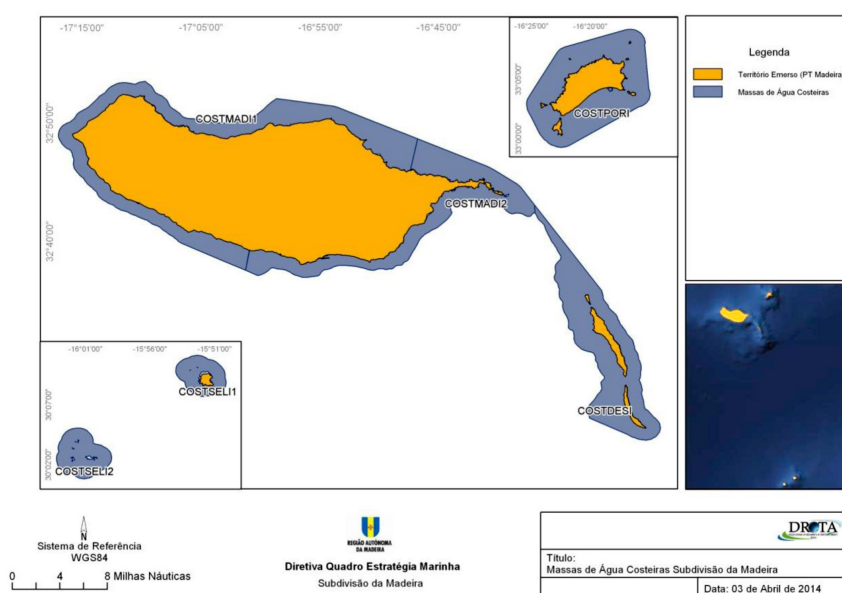 -17°15'00"
-17°05'00"
-16°55'00"
-16°45'00"
-16°25'00"
-16°20'00"
33°05'00"
33°00'00"
COSTPORI
32°50'00"
32°40'00"
COSTMADI1
COSTMADI2
COSTDESI
-16°01'00"
-15°56'00"
-15°51'00"
30°07'00"
30°02'00"
COSTSELI1
COSTSELI2
Legenda
Território Emerso (PT Madeira
Massas de Água Costeiras
N
Sistema de Referência
WGS84
0 4 8 Milhas Náuticas
REGIÃO AUTÓNOMA
DA MADEIRA
Diretiva Quadro Estratégia Marinha
Subdivisão da Madeira
DROTA
Título:
Massas de Água Costeiras Subdivisão da Madeira
Data: 03 de Abril de 2014